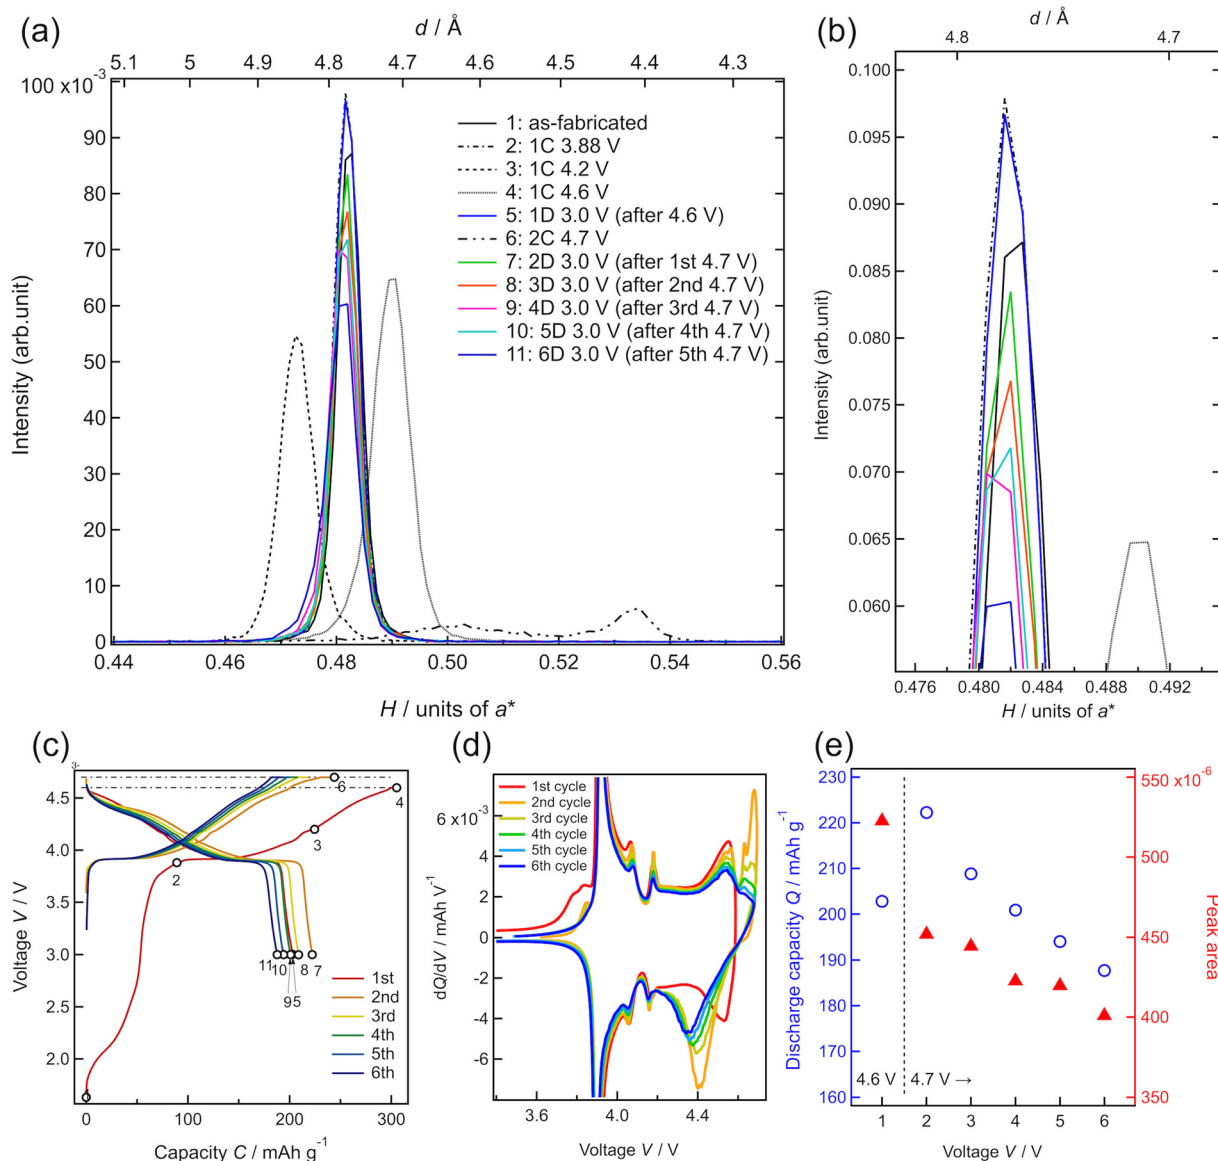 (a)
d / Å
5.1 5 4.9 4.8 4.7 4.6 4.5 4.4 4.3
100 x10⁻³
90
80
70
60
50
40
30
20
10
0
Intensity (arb.unit)
1: as-fabricated
2: 1C 3.88 V
3: 1C 4.2 V
4: 1C 4.6 V
5: 1D 3.0 V (after 4.6 V)
6: 2C 4.7 V
7: 2D 3.0 V (after 1st 4.7 V)
8: 3D 3.0 V (after 2nd 4.7 V)
9: 4D 3.0 V (after 3rd 4.7 V)
10: 5D 3.0 V (after 4th 4.7 V)
11: 6D 3.0 V (after 5th 4.7 V)
0.44 0.46 0.48 0.50 0.52 0.54 0.56
H / units of a*
(b)
d / Å
4.8 4.7
0.100
0.095
0.090
0.085
0.080
0.075
0.070
0.065
0.060
Intensity (arb.unit)
0.476 0.480 0.484 0.488 0.492
H / units of a*
(c)
3-
4.5
4.0
3.5
3.0
2.5
2.0
Voltage V / V
6
4
3
2
11 10 8 7
9 5
1st
2nd
3rd
4th
5th
6th
0 100 200 300
Capacity C / mAh g⁻¹
(d)
6 x10⁻³
4
2
-2
-4
-6
dQ/dV / mAh V⁻¹
1st cycle
2nd cycle
3rd cycle
4th cycle
5th cycle
6th cycle
3.6 4.0 4.4
Voltage V / V
(e)
230
220
210
200
190
180
170
160
Discharge capacity Q / mAh g⁻¹
4.6 V 4.7 V →
550 x10⁻⁶
500
450
400
350
Peak area
1 2 3 4 5 6
Voltage V / V